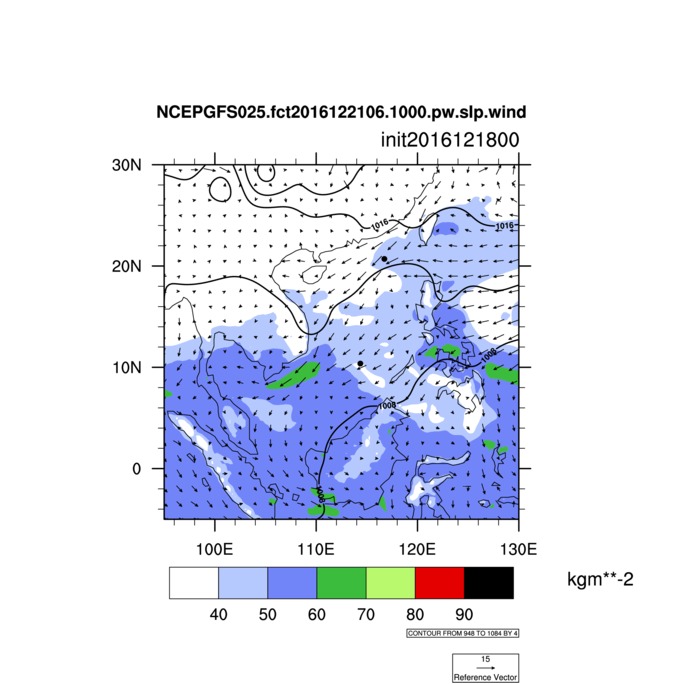 NCEPGFS025.fct2016122106.1000.pw.slp.wind
init2016121800
30N
1016
1016
20N
10N
1008
1008
0
1008
100E 110E 120E 130E
kgm**-2
40 50 60 70 80 90
CONTOUR FROM 948 TO 1084 BY 4
15
Reference Vector